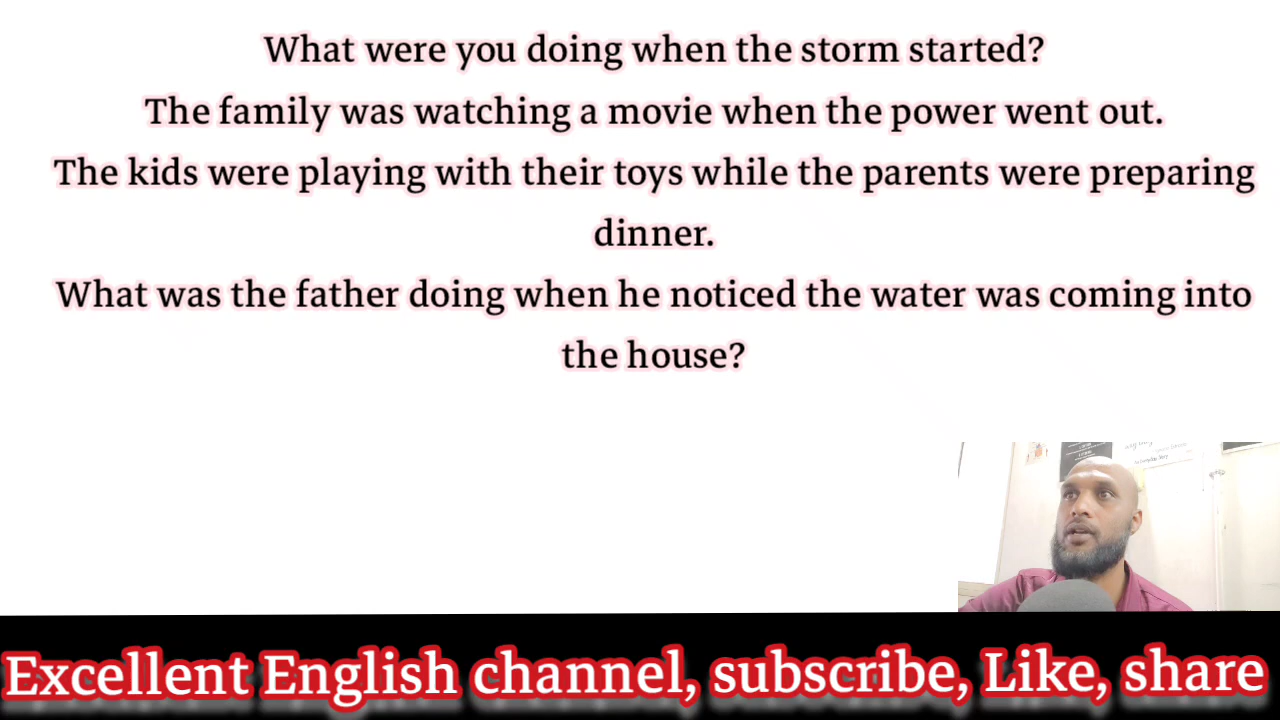 What were you doing when the storm started?
The family was watching a movie when the power went out.
The kids were playing with their toys while the parents were preparing
dinner.
What was the father doing when he noticed the water was coming into
the house?
Excellent English channel, subscribe, Like, share